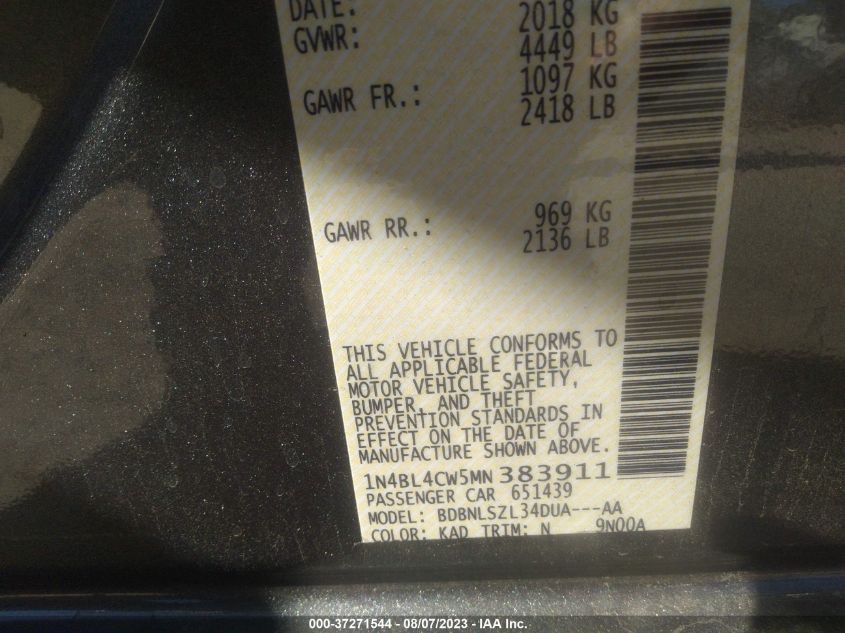 DATE:
2018 KG
GVWR:
4449 LB
1097 KG
GAWR FR.:
2418 LB
969 KG
GAWR RR.:
2136 LB
THIS VEHICLE CONFORMS TO
ALL APPLICABLE FEDERAL
MOTOR VEHICLE SAFETY,
BUMPER, AND THEFT
PREVENTION STANDARDS IN
EFFECT ON THE DATE OF
MANUFACTURE SHOWN ABOVE.
1N4BL4CW5MN383911
PASSENGER CAR 651439
MODEL: BDBNLSZL34DUA---AA
COLOR: KAD TRIM: N 9N00A
000-37271544 - 08/07/2023 - IAA Inc.